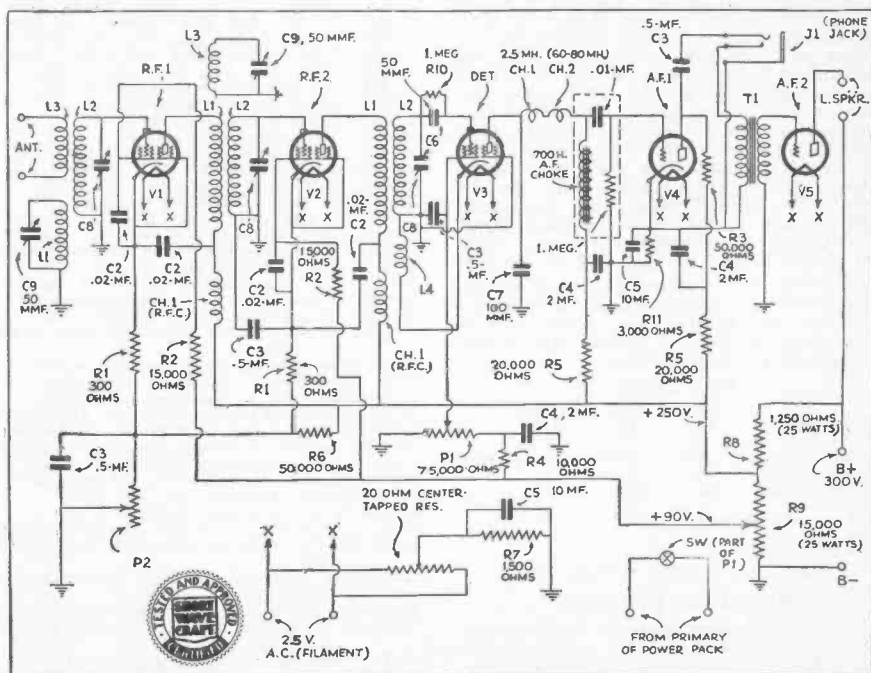 L3
C9, 50 MMF.
R.F.1
L3
L2
ANT.
V1
X X
C8
C9
50
MMF.
L1
C2
.02-MF.
C2
.02-MF.
L1
L2
C8
CH.1
(R.F.C.)
R1
300
OHMS
R2
15,000
OHMS
C3
.5-MF.
P2
R.F.2
V2
X X
15000
OHMS
R2
C2
.02-MF.
C3
.5-MF.
R1
300
OHMS
.02-
MF.
C2
R6
50,000 OHMS
L1
L2
50
MMF.
1. MEG
R10
C6
C8
C3
.5-
MF.
L4
CH.1
(R.F.C.)
DET
V3
X X
2.5 MH. (60-80MH.)
CH.1 CH.2
C7
100
MMF.
.01-MF.
700 H.
A.F.
CHOKE
1. MEG.
C4
2 MF.
20,000
OHMS
R5
P1
75,000 OHMS
C4, 2 MF.
R4
10,000
OHMS
.5-MF.
C3
A.F.1
V4
X X
C5
10 MF.
R11
3,000 OHMS
C4
2 MF.
R3
50,000
OHMS
R5
20,000
OHMS
J1
(PHONE
JACK)
T1
A.F.2
V5
X X
L.SPKR.
+250V.
R8
1,250 OHMS
(25 WATTS)
B+
300V.
+90V.
R9
15,000
OHMS
(25 WATTS)
B-
20 OHM CENTER-
TAPPED RES.
C5
10 MF.
R7
1,500
OHMS
X X
2.5 V.
A.C. (FILAMENT)
SW (PART
OF P1)
FROM PRIMARY
OF POWER PACK
TESTED AND APPROVED
SHORT
WAVE
CRAFT
CERTIFIED